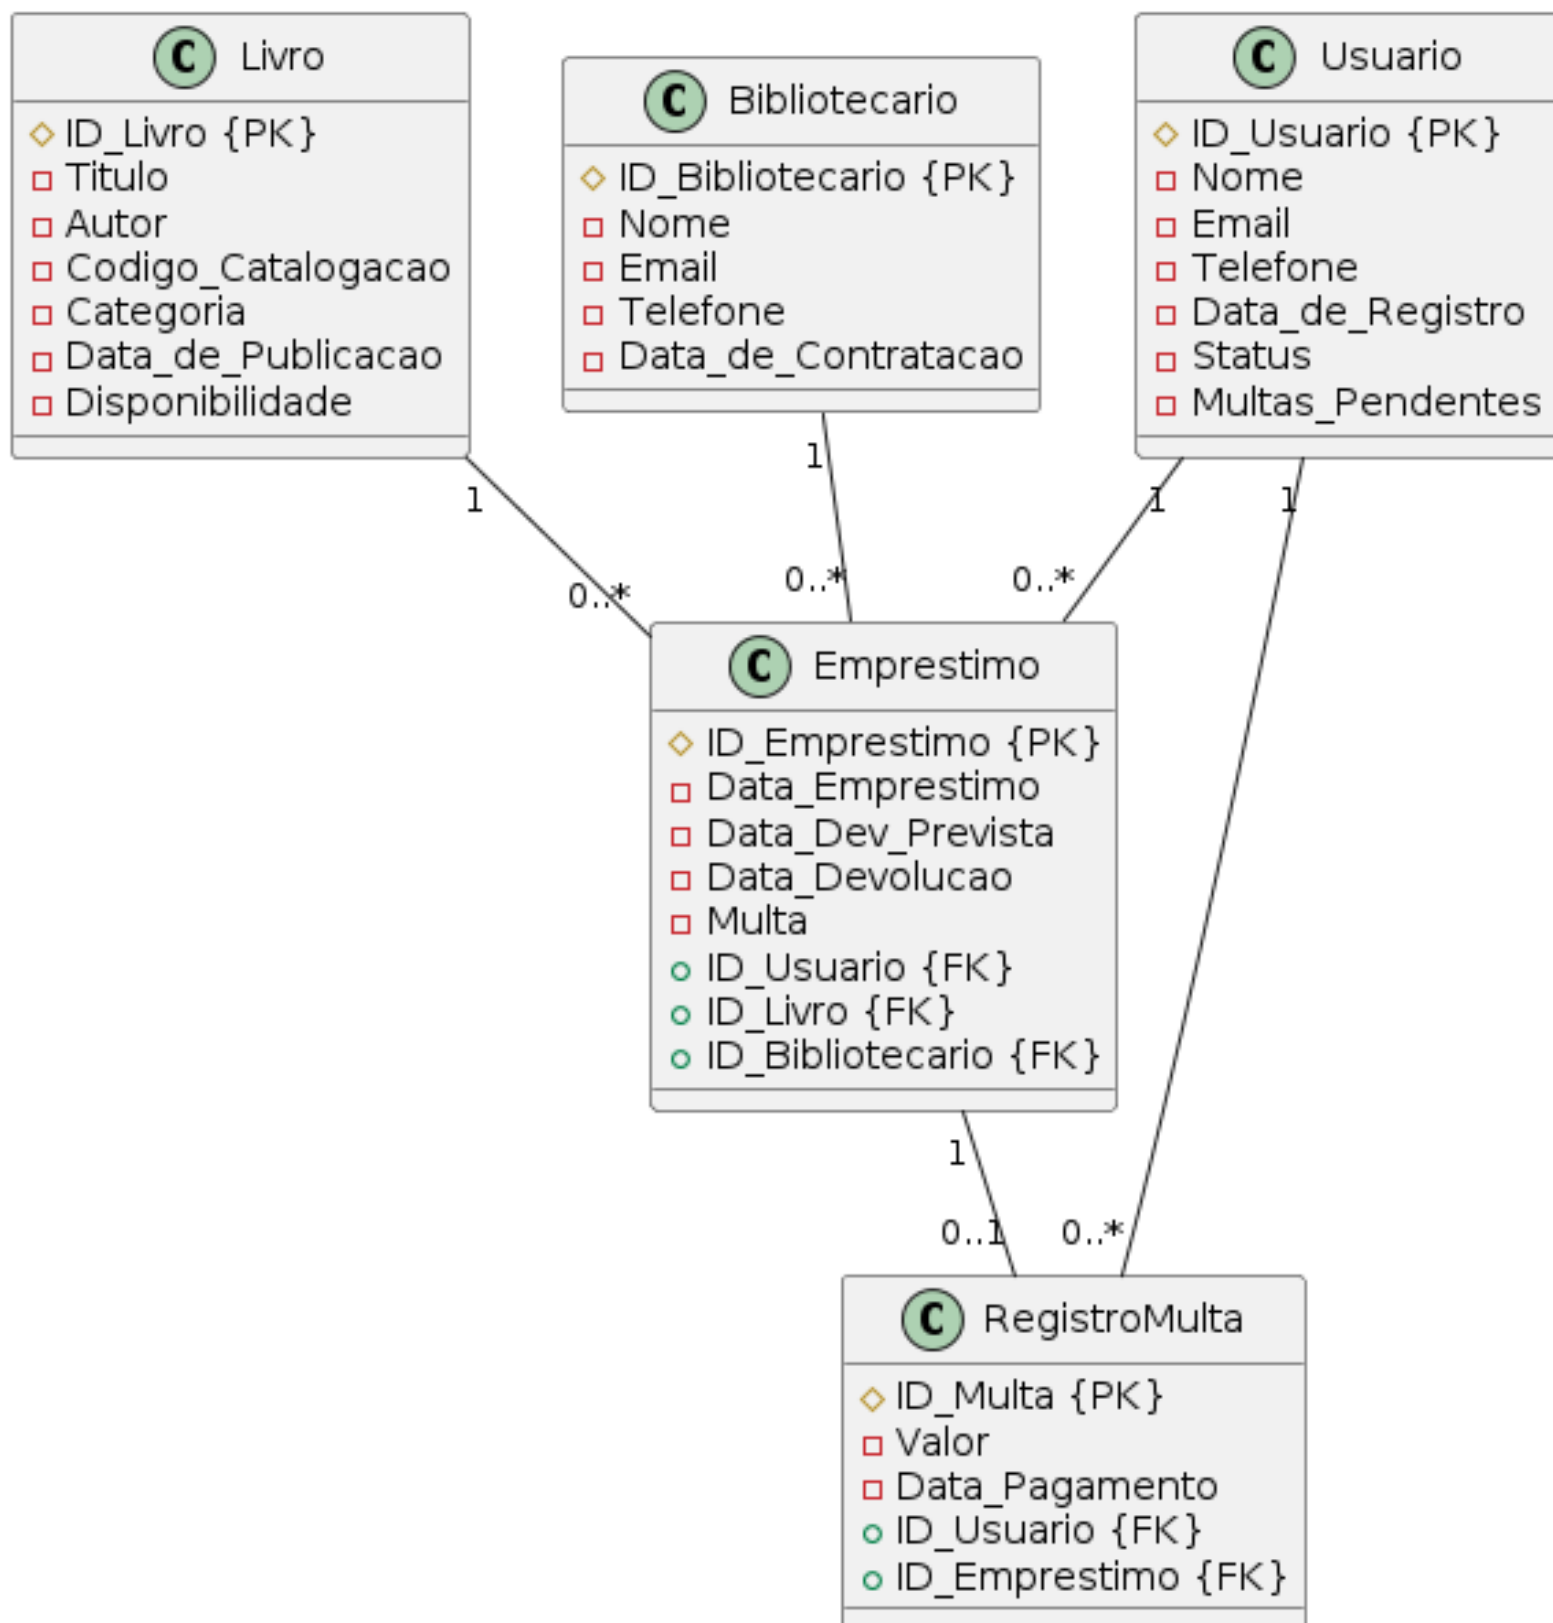 C Livro
ID_Livro {PK}
Titulo
Autor
Codigo_Catalogacao
Categoria
Data_de_Publicacao
Disponibilidade
C Bibliotecario
ID_Bibliotecario {PK}
Nome
Email
Telefone
Data_de_Contratacao
C Usuario
ID_Usuario {PK}
Nome
Email
Telefone
Data_de_Registro
Status
Multas_Pendentes
1
0..*
1
0..*
1
0..*
1
C Emprestimo
ID_Emprestimo {PK}
Data_Emprestimo
Data_Dev_Prevista
Data_Devolucao
Multa
ID_Usuario {FK}
ID_Livro {FK}
ID_Bibliotecario {FK}
1
0..1
0..*
C RegistroMulta
ID_Multa {PK}
Valor
Data_Pagamento
ID_Usuario {FK}
ID_Emprestimo {FK}